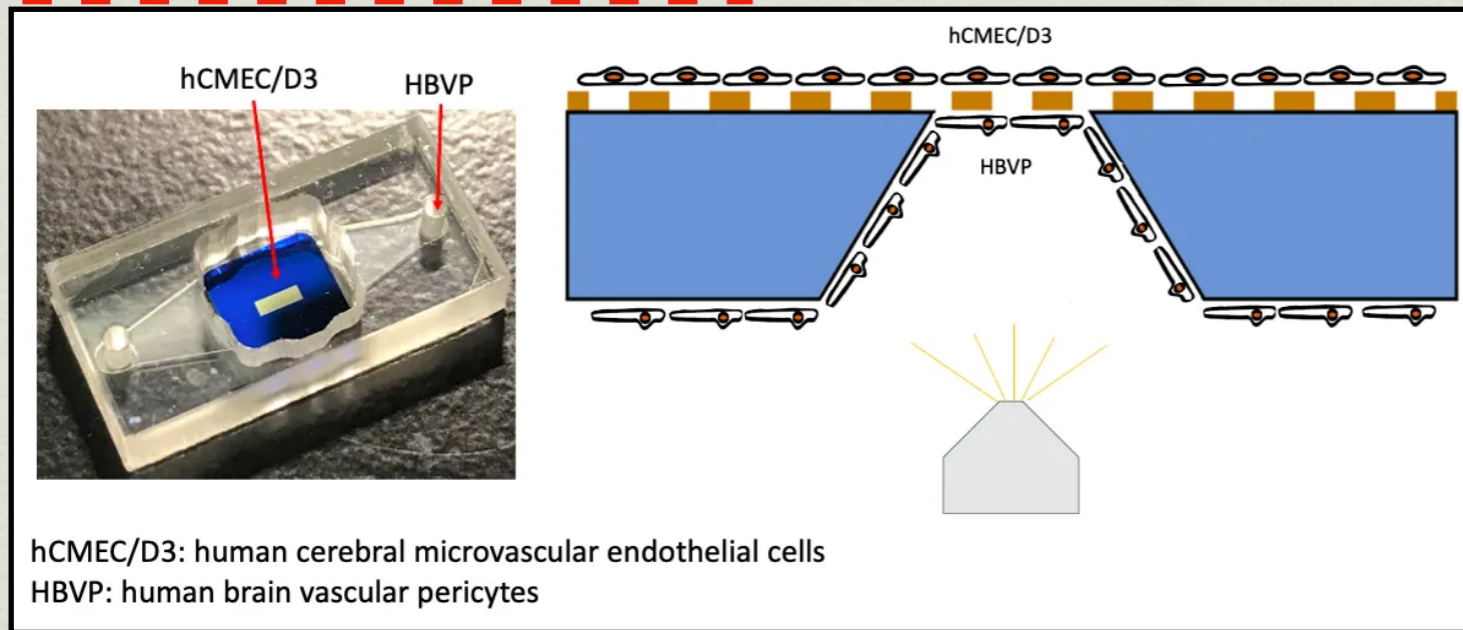 hCMEC/D3
HBVP
hCMEC/D3
HBVP
hCMEC/D3: human cerebral microvascular endothelial cells
HBVP: human brain vascular pericytes